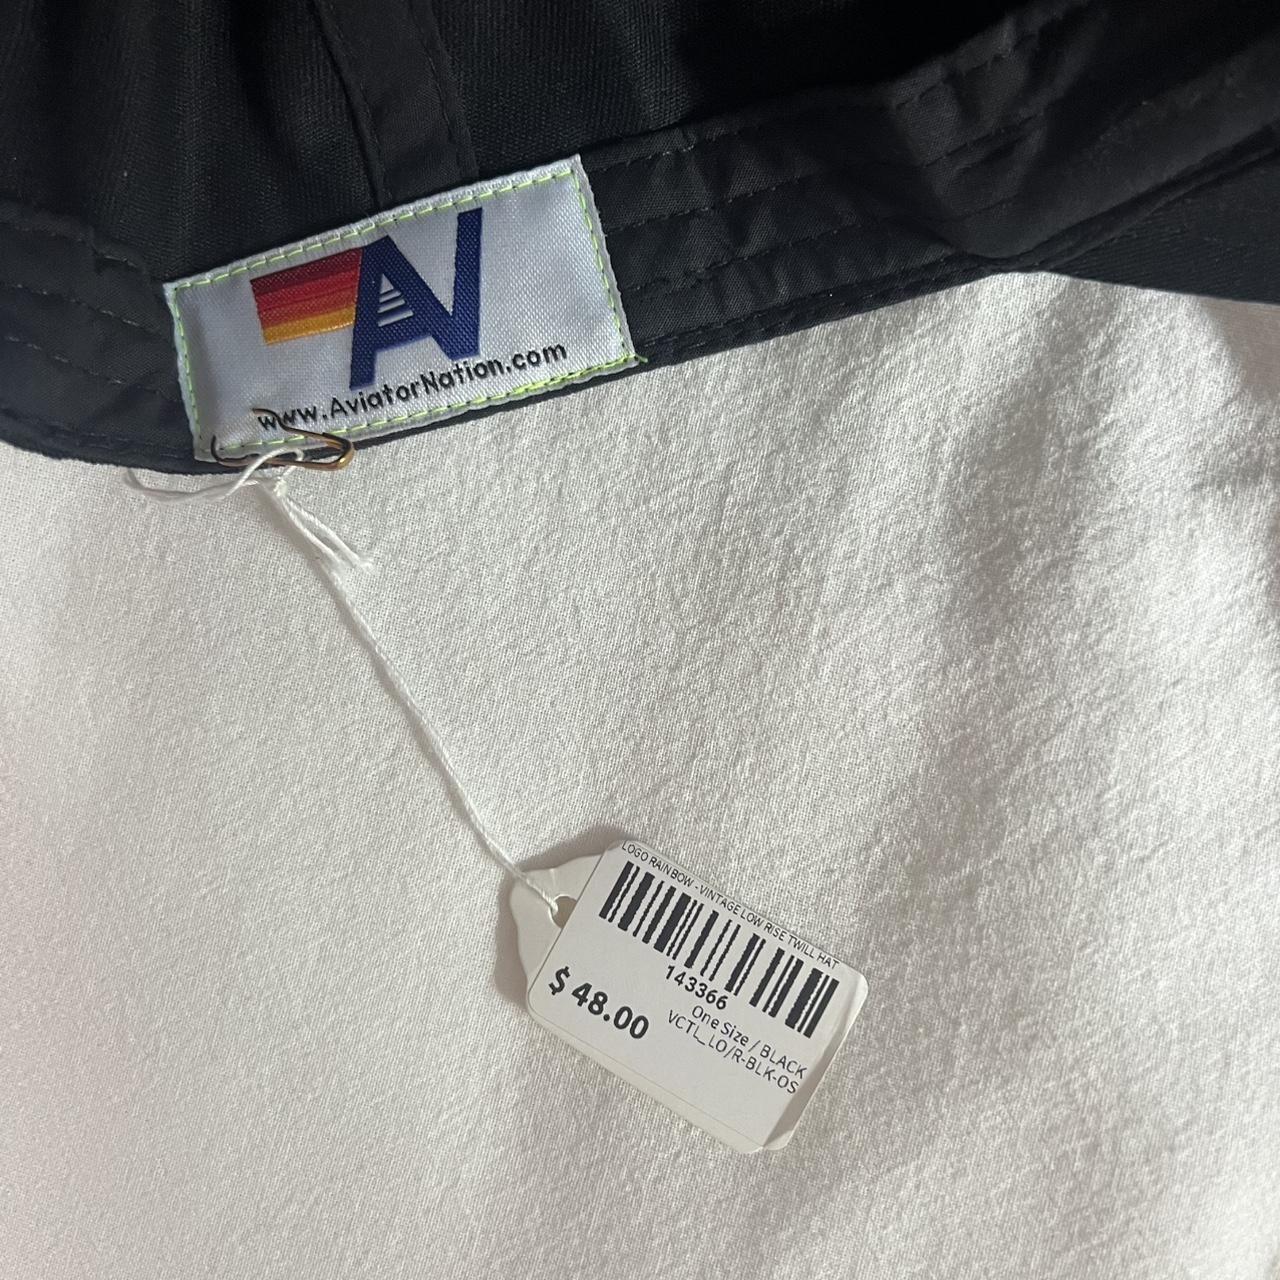 AV
www.AviatorNation.com
LOGO RAINBOW - VINTAGE LOW RISE TWILL HAT
143366
$ 48.00
One Size / BLACK
VCTL_LO/R-BLK-OS